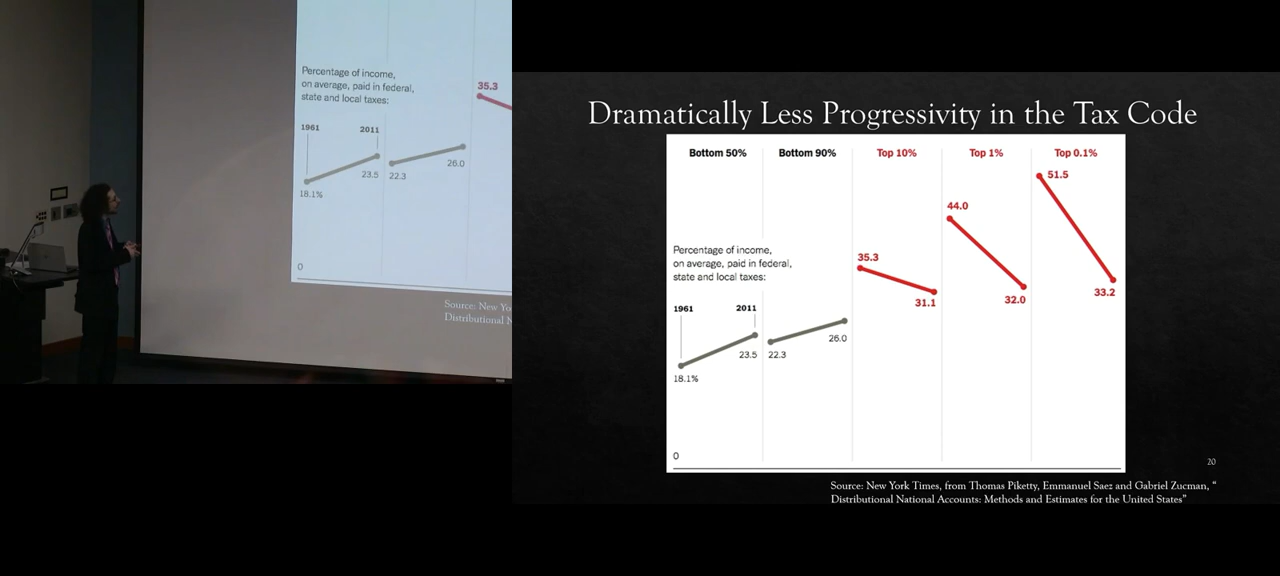 Percentage of income,
on average, paid in federal,
state and local taxes:
35.3
1961
2011
26.0
23.5
22.3
18.1%
0
Source: New Yo
Distributional N
Dramatically Less Progressivity in the Tax Code
Bottom 50%
Bottom 90%
Top 10%
Top 1%
Top 0.1%
51.5
44.0
Percentage of income,
on average, paid in federal,
state and local taxes:
35.3
33.2
32.0
31.1
1961
2011
26.0
23.5
22.3
18.1%
0
20
Source: New York Times, from Thomas Piketty, Emmanuel Saez and Gabriel Zucman, “
Distributional National Accounts: Methods and Estimates for the United States”